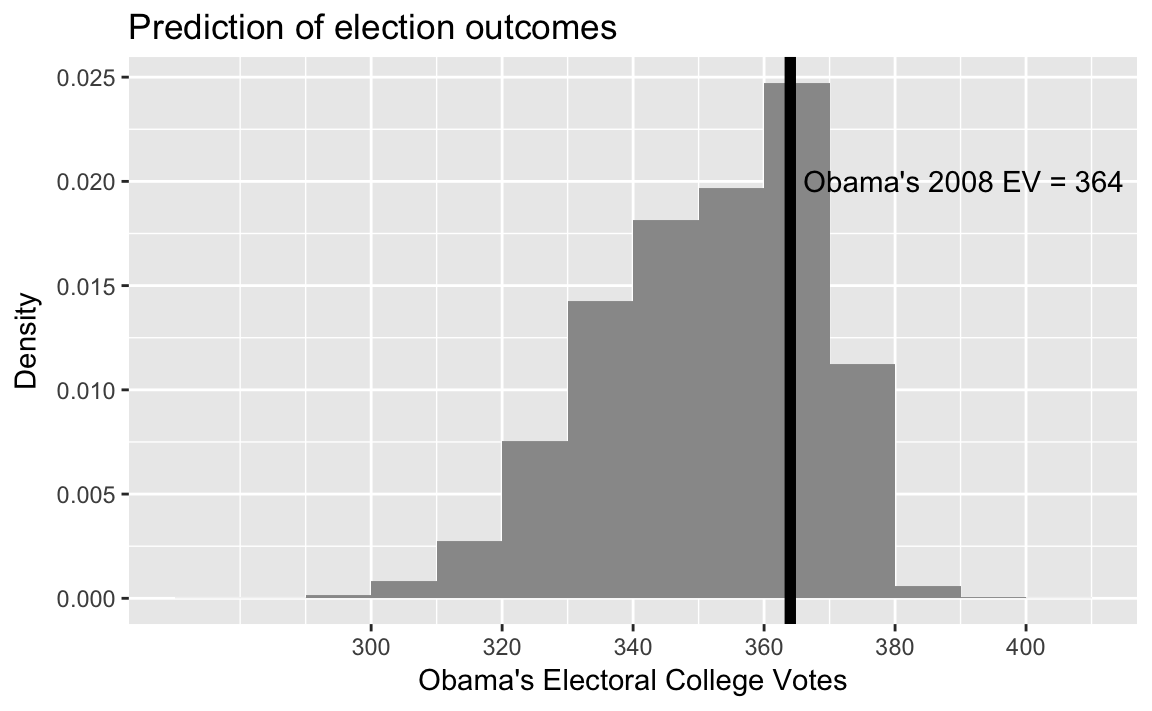 Prediction of election outcomes
0.025
0.020
0.015
0.010
0.005
0.000
Density
Obama's 2008 EV = 364
300 320 340 360 380 400
Obama's Electoral College Votes